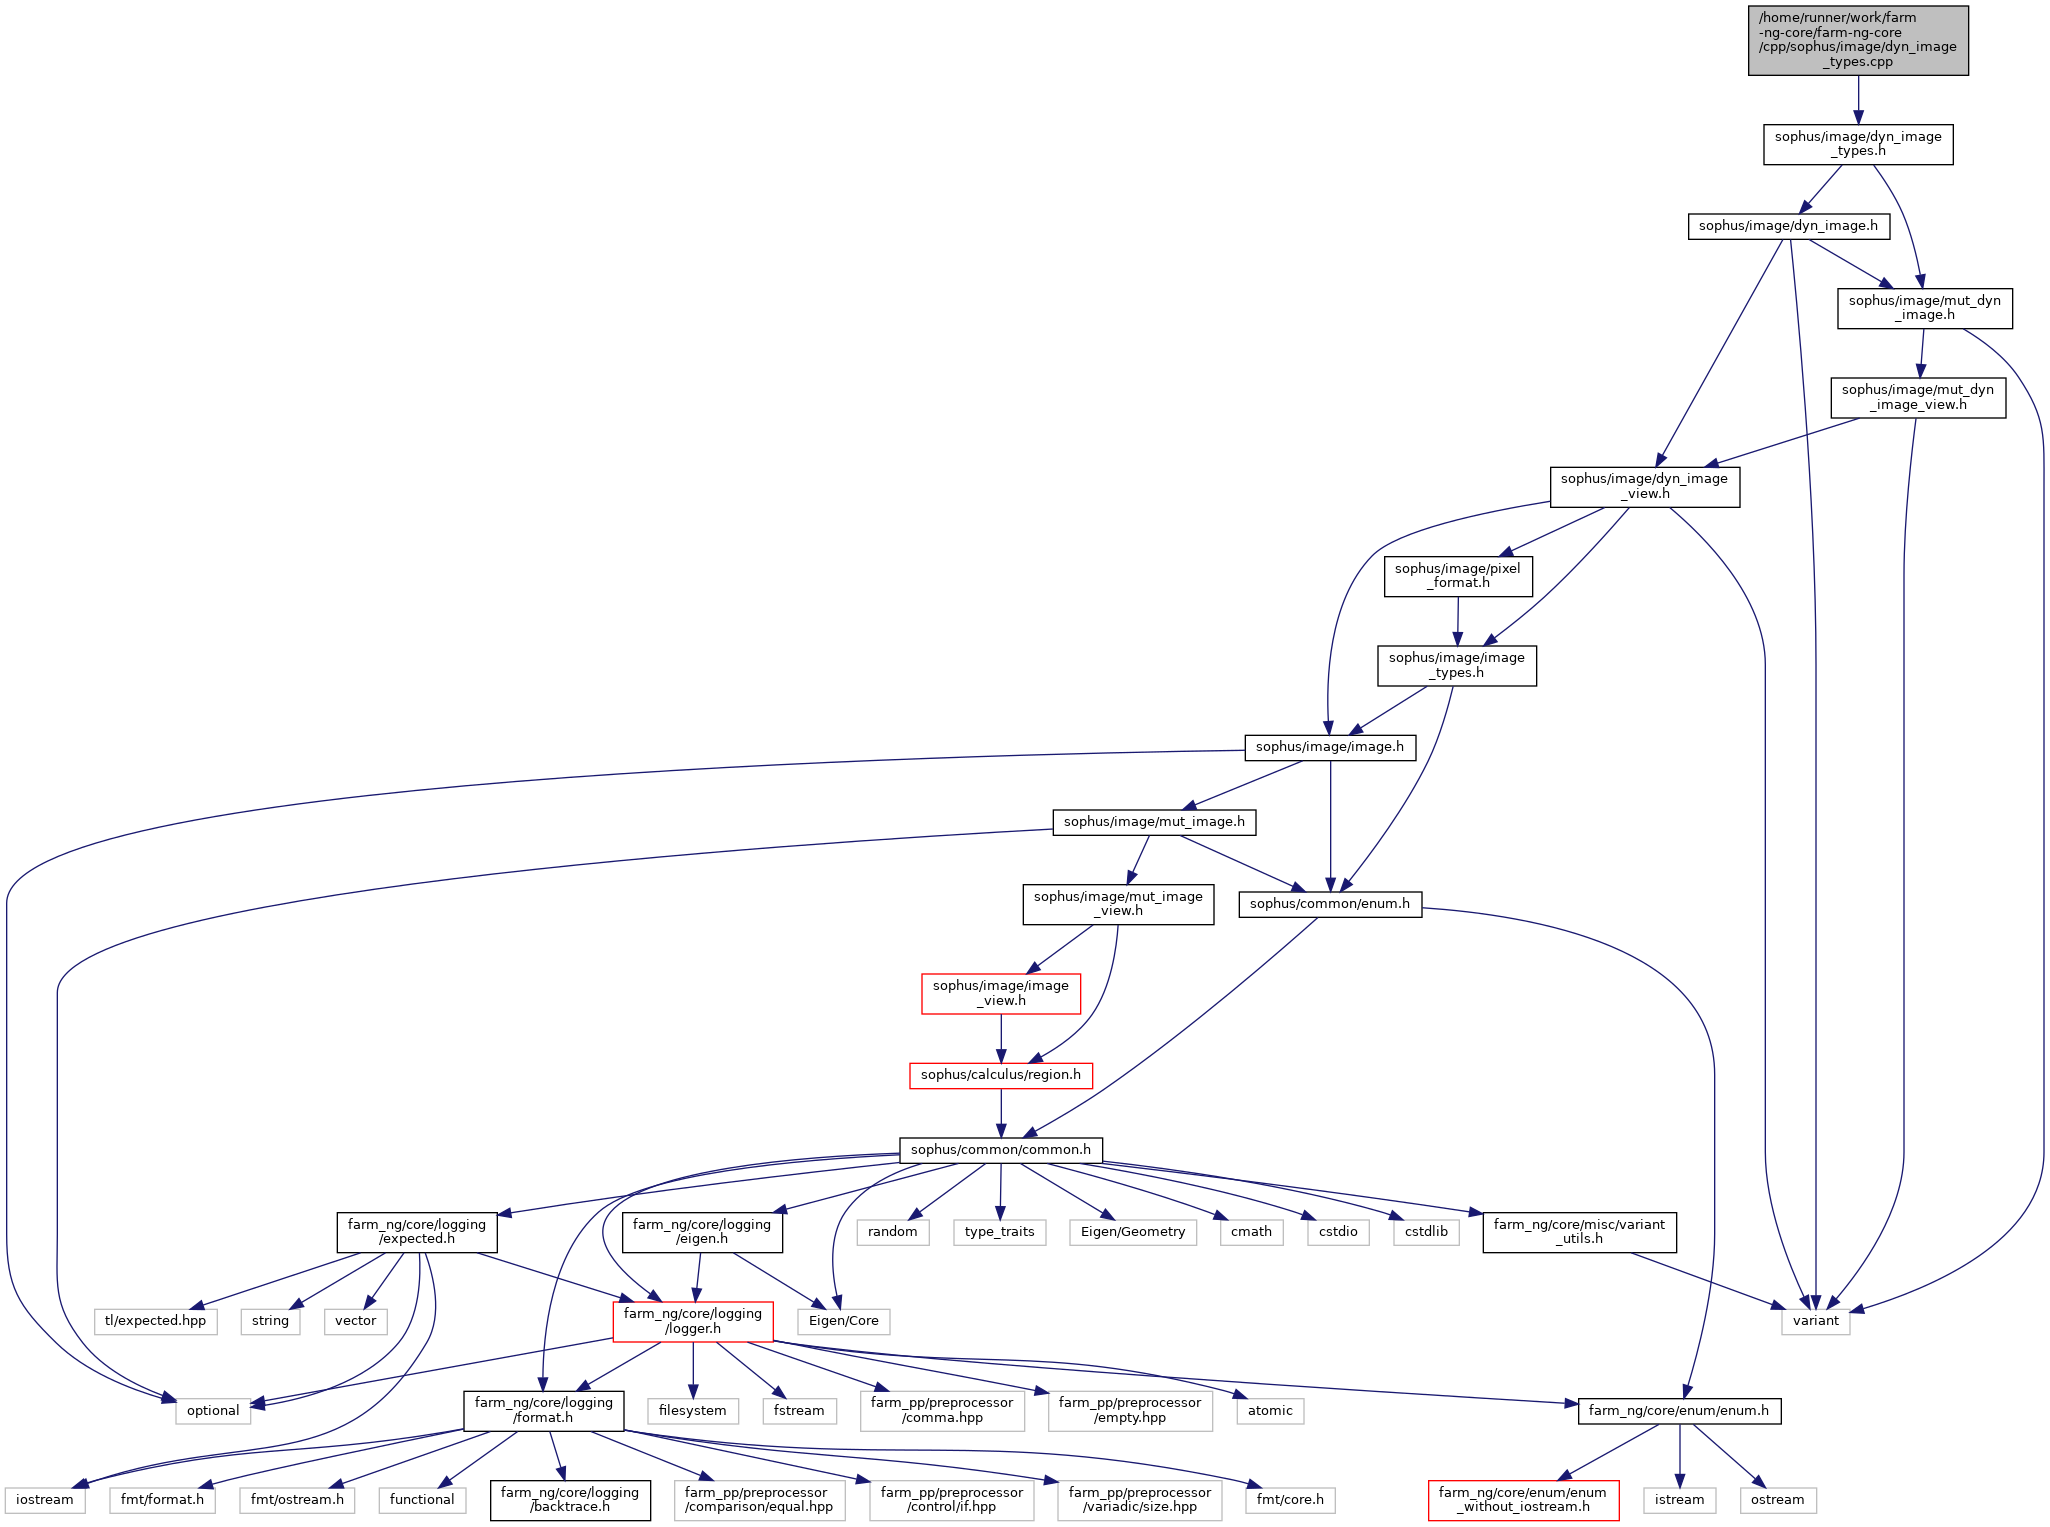 /home/runner/work/farm
-ng-core/farm-ng-core
/cpp/sophus/image/dyn_image
_types.cpp
sophus/image/dyn_image
_types.h
sophus/image/dyn_image.h
sophus/image/mut_dyn
_image.h
sophus/image/mut_dyn
_image_view.h
sophus/image/dyn_image
_view.h
sophus/image/pixel
_format.h
sophus/image/image
_types.h
sophus/image/image.h
sophus/image/mut_image.h
sophus/image/mut_image
_view.h
sophus/common/enum.h
sophus/image/image
_view.h
sophus/calculus/region.h
sophus/common/common.h
farm_ng/core/logging
/expected.h
farm_ng/core/logging
/eigen.h
random
type_traits
Eigen/Geometry
cmath
cstdio
cstdlib
farm_ng/core/misc/variant
_utils.h
tl/expected.hpp
string
vector
farm_ng/core/logging
/logger.h
Eigen/Core
variant
optional
farm_ng/core/logging
/format.h
filesystem
fstream
farm_pp/preprocessor
/comma.hpp
farm_pp/preprocessor
/empty.hpp
atomic
farm_ng/core/enum/enum.h
iostream
fmt/format.h
fmt/ostream.h
functional
farm_ng/core/logging
/backtrace.h
farm_pp/preprocessor
/comparison/equal.hpp
farm_pp/preprocessor
/control/if.hpp
farm_pp/preprocessor
/variadic/size.hpp
fmt/core.h
farm_ng/core/enum/enum
_without_iostream.h
istream
ostream